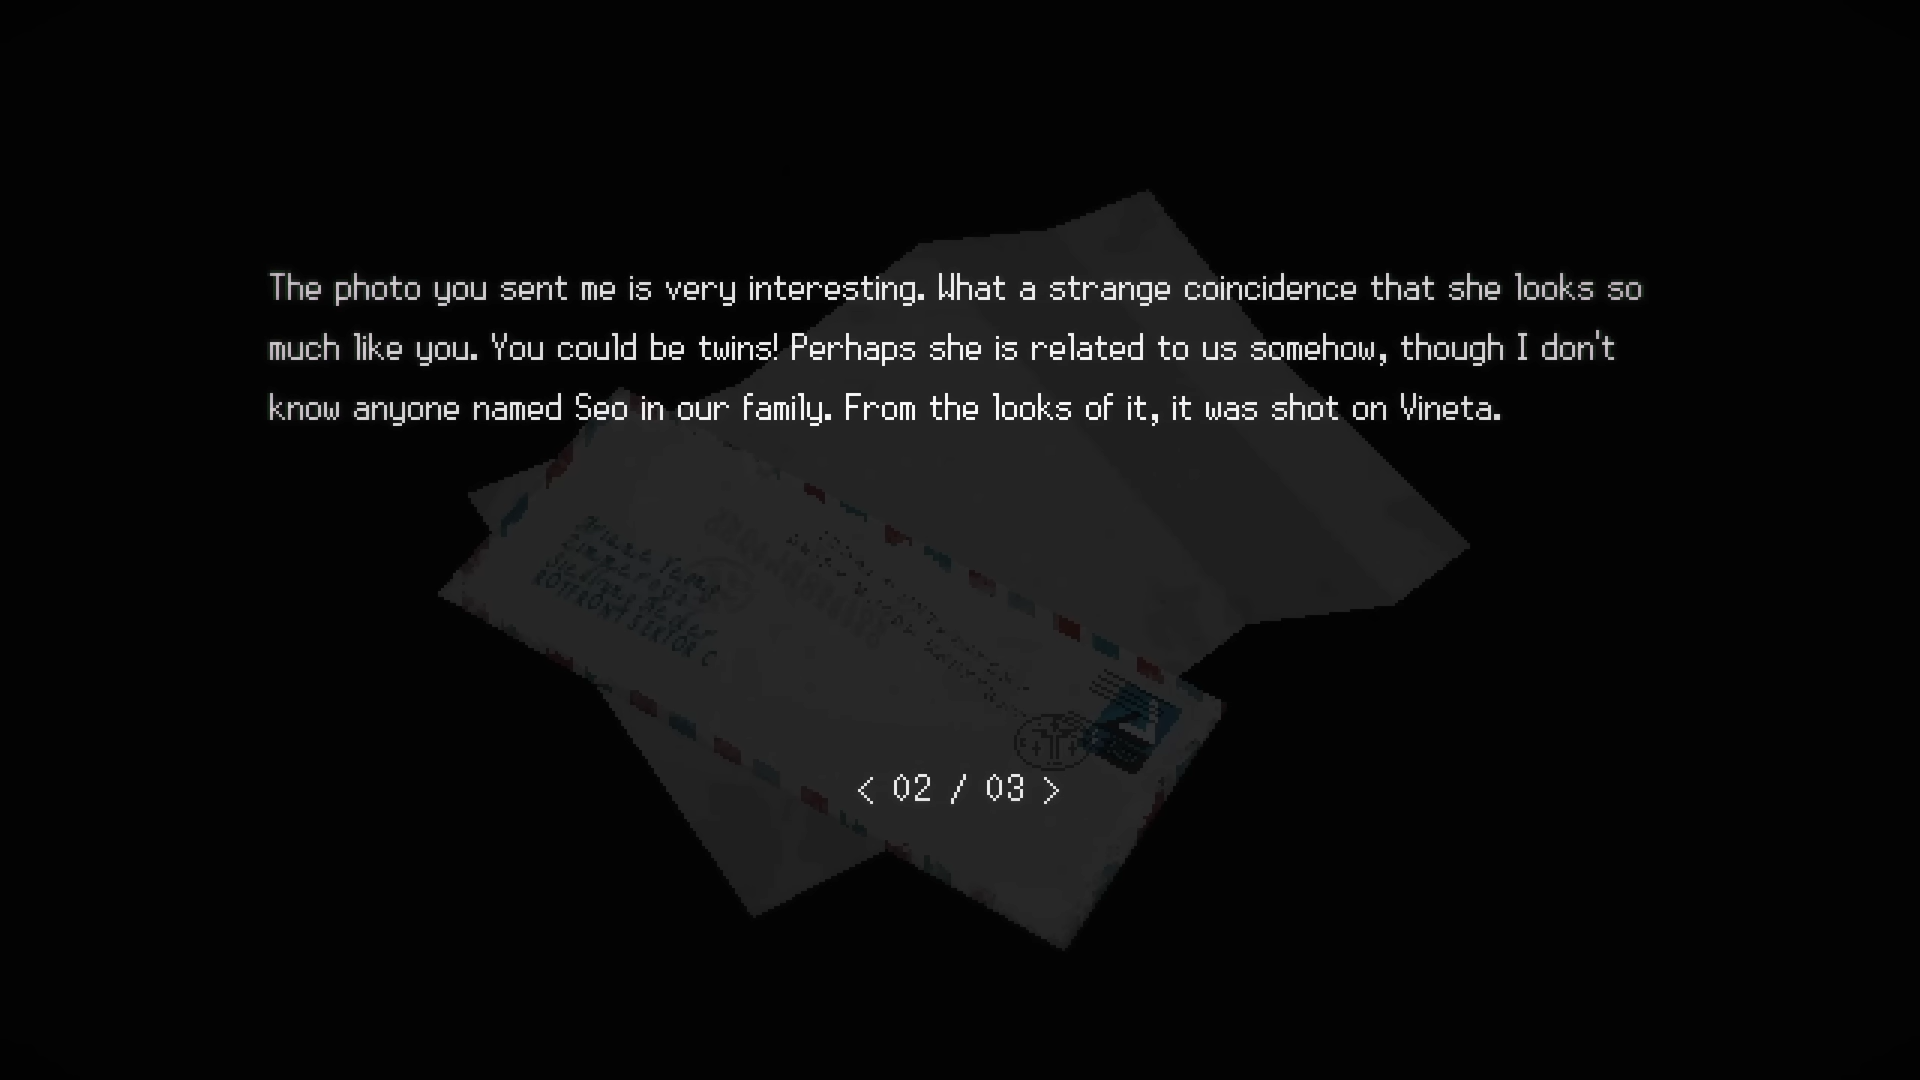 The photo you sent me is very interesting. What a strange coincidence that she looks so
much like you. You could be twins! Perhaps she is related to us somehow, though I don't
know anyone named Seo in our family. From the looks of it, it was shot on Vineta.
ROTFRONT SEKTOR C
< 02 / 03 >